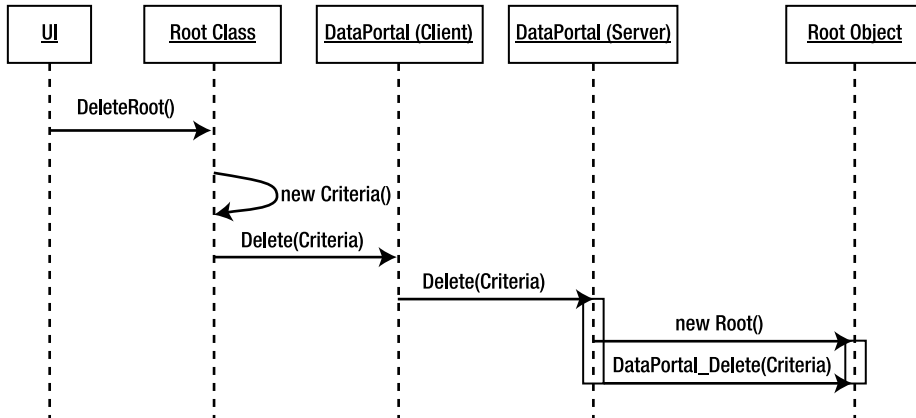 UI
Root Class
DataPortal (Client)
DataPortal (Server)
Root Object
DeleteRoot()
new Criteria()
Delete(Criteria)
Delete(Criteria)
new Root()
DataPortal_Delete(Criteria)